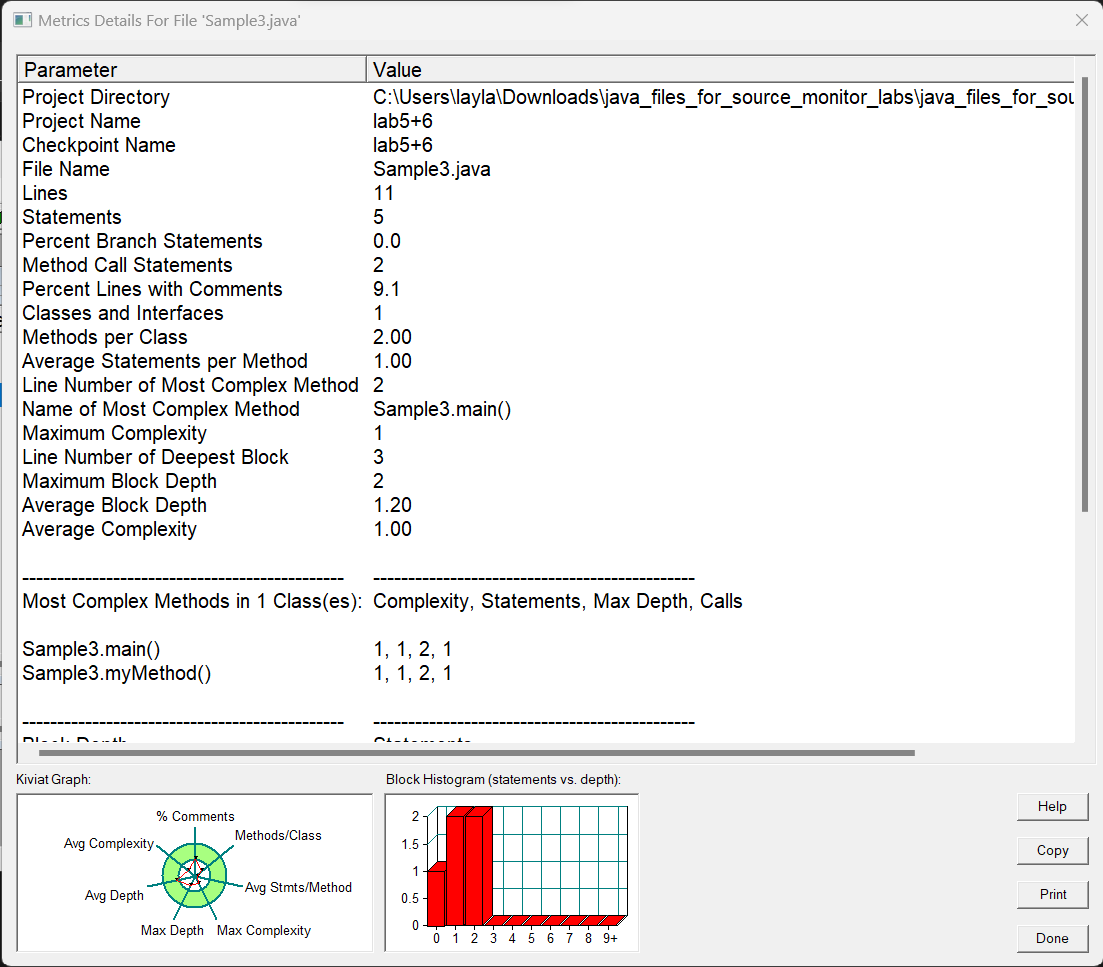 Metrics Details For File 'Sample3.java'
Parameter Value
Project Directory C:\Users\layla\Downloads\java_files_for_source_monitor_labs\java_files_for_sou
Project Name lab5+6
Checkpoint Name lab5+6
File Name Sample3.java
Lines 11
Statements 5
Percent Branch Statements 0.0
Method Call Statements 2
Percent Lines with Comments 9.1
Classes and Interfaces 1
Methods per Class 2.00
Average Statements per Method 1.00
Line Number of Most Complex Method 2
Name of Most Complex Method Sample3.main()
Maximum Complexity 1
Line Number of Deepest Block 3
Maximum Block Depth 2
Average Block Depth 1.20
Average Complexity 1.00
---------------------------------------------- ----------------------------------------------
Most Complex Methods in 1 Class(es): Complexity, Statements, Max Depth, Calls
Sample3.main() 1, 1, 2, 1
Sample3.myMethod() 1, 1, 2, 1
---------------------------------------------- ----------------------------------------------
Block Depth Statements
Kiviat Graph:
% Comments
Methods/Class
Avg Complexity
Avg Stmts/Method
Avg Depth
Max Depth
Max Complexity
Block Histogram (statements vs. depth):
2
1.5
1
0.5
0
0 1 2 3 4 5 6 7 8 9+
Help
Copy
Print
Done